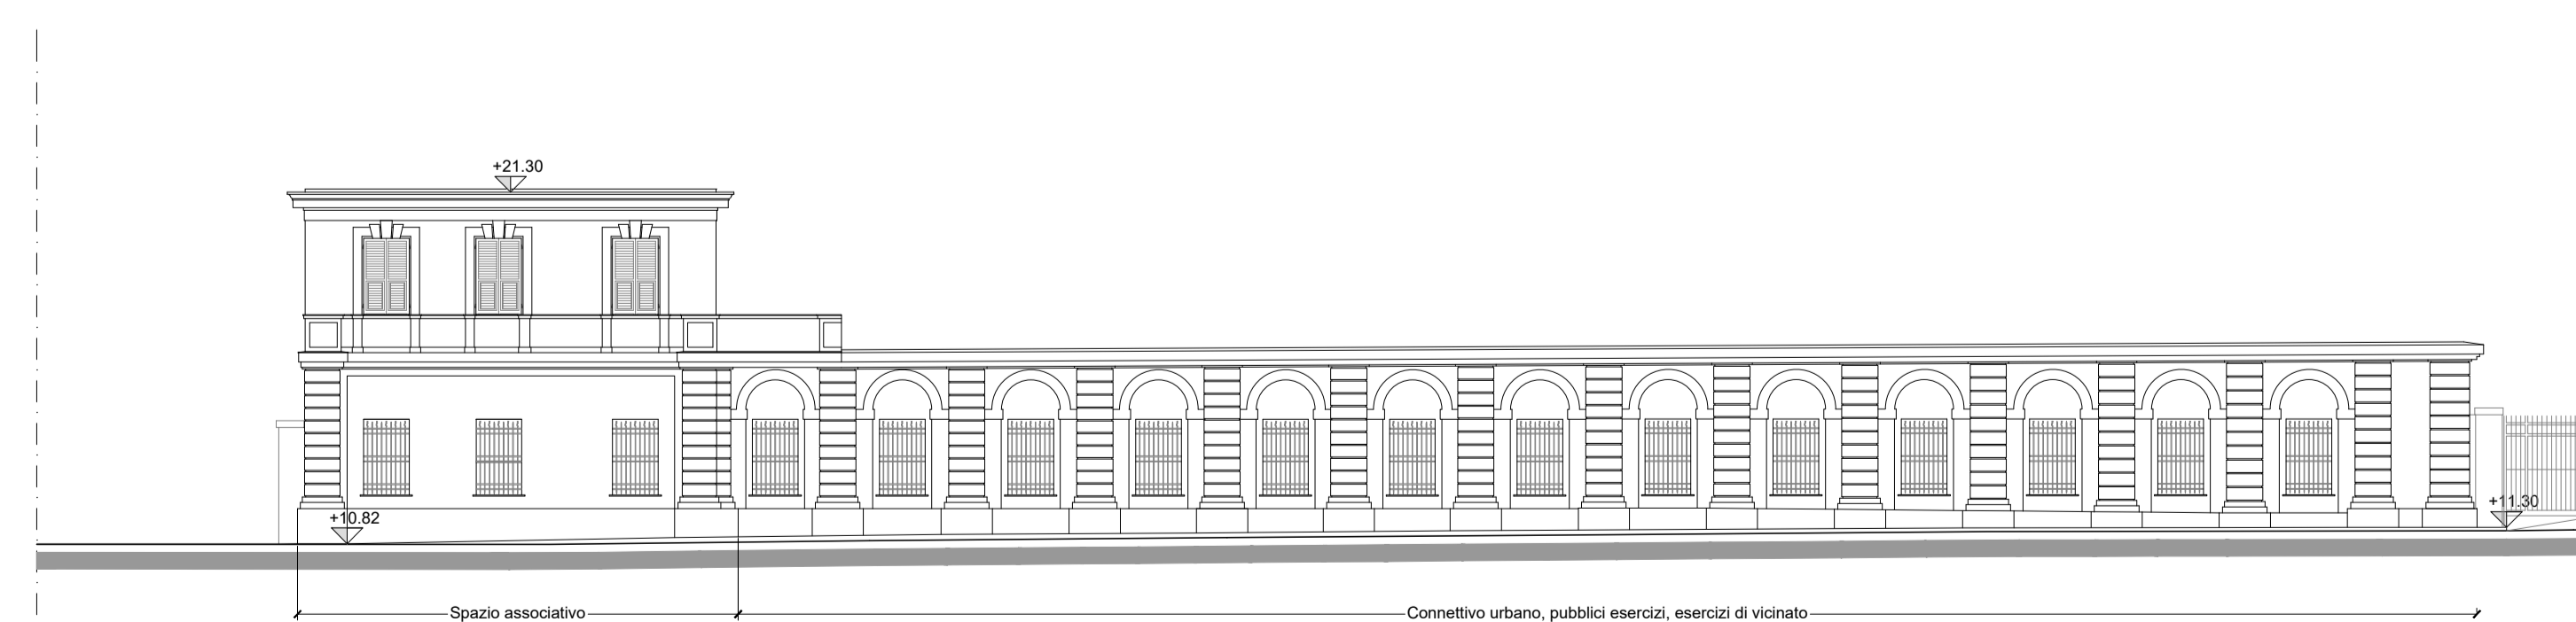 +21.30
+10.82
+11.30
Spazio associativo
Connettivo urbano, pubblici esercizi, esercizi di vicinato